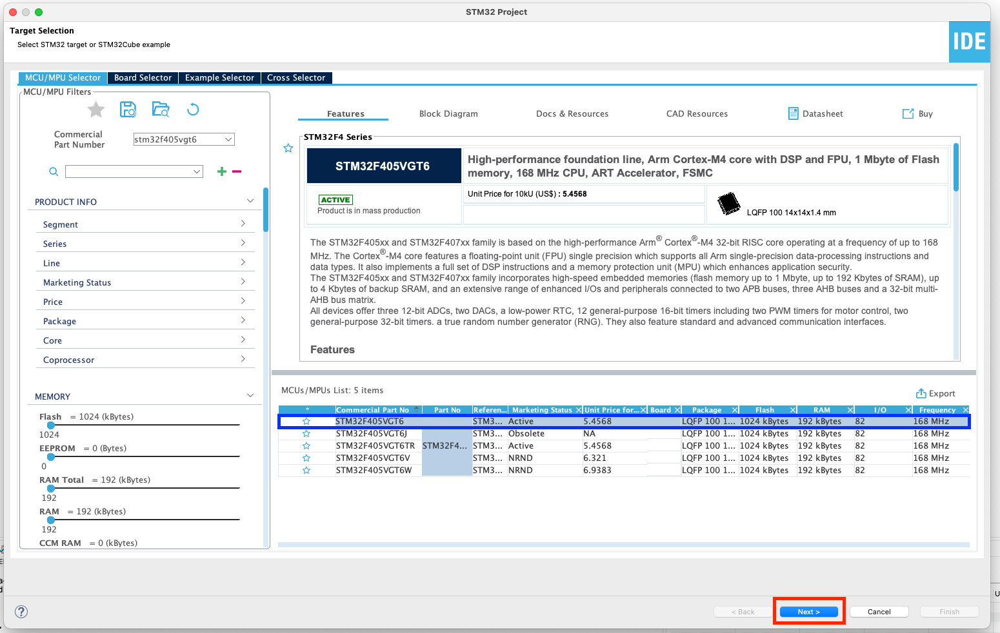 STM32 Project
Target Selection
Select STM32 target or STM32Cube example
IDE
MCU/MPU Selector
Board Selector
Example Selector
Cross Selector
MCU/MPU Filters
Commercial
Part Number
stm32f405vgt6
PRODUCT INFO
Segment
Series
Line
Marketing Status
Price
Package
Core
Coprocessor
MEMORY
Flash = 1024 (kBytes)
1024
EEPROM = 0 (Bytes)
0
RAM Total = 192 (kBytes)
192
RAM = 192 (kBytes)
192
CCM RAM = 0 (kBytes)
Features
Block Diagram
Docs & Resources
CAD Resources
Datasheet
Buy
STM32F4 Series
STM32F405VGT6
High-performance foundation line, Arm Cortex-M4 core with DSP and FPU, 1 Mbyte of Flash
memory, 168 MHz CPU, ART Accelerator, FSMC
ACTIVE
Product is in mass production
Unit Price for 10kU (US$) : 5.4568
LQFP 100 14x14x1.4 mm
The STM32F405xx and STM32F407xx family is based on the high-performance Arm® Cortex®-M4 32-bit RISC core operating at a frequency of up to 168
MHz. The Cortex®-M4 core features a floating-point unit (FPU) single precision which supports all Arm single-precision data-processing instructions and
data types. It also implements a full set of DSP instructions and a memory protection unit (MPU) which enhances application security.
The STM32F405xx and STM32F407xx family incorporates high-speed embedded memories (flash memory up to 1 Mbyte, up to 192 Kbytes of SRAM), up
to 4 Kbytes of backup SRAM, and an extensive range of enhanced I/Os and peripherals connected to two APB buses, three AHB buses and a 32-bit multi-
AHB bus matrix.
All devices offer three 12-bit ADCs, two DACs, a low-power RTC, 12 general-purpose 16-bit timers including two PWM timers for motor control, two
general-purpose 32-bit timers. a true random number generator (RNG). They also feature standard and advanced communication interfaces.
Features
MCUs/MPUs List: 5 items
Export
* Commercial Part No Part No Referen... Marketing Status Unit Price for... Board Package Flash RAM I/O Frequency
STM32F405VGT6 STM3... Active 5.4568 LQFP 100 1... 1024 kBytes 192 kBytes 82 168 MHz
STM32F405VGT6J STM3... Obsolete NA LQFP 100 1... 1024 kBytes 192 kBytes 82 168 MHz
STM32F405VGT6TR STM32F4... STM3... Active 5.4568 LQFP 100 1... 1024 kBytes 192 kBytes 82 168 MHz
STM32F405VGT6V STM3... NRND 6.321 LQFP 100 1... 1024 kBytes 192 kBytes 82 168 MHz
STM32F405VGT6W STM3... NRND 6.9383 LQFP 100 1... 1024 kBytes 192 kBytes 82 168 MHz
?
< Back
Next >
Cancel
Finish